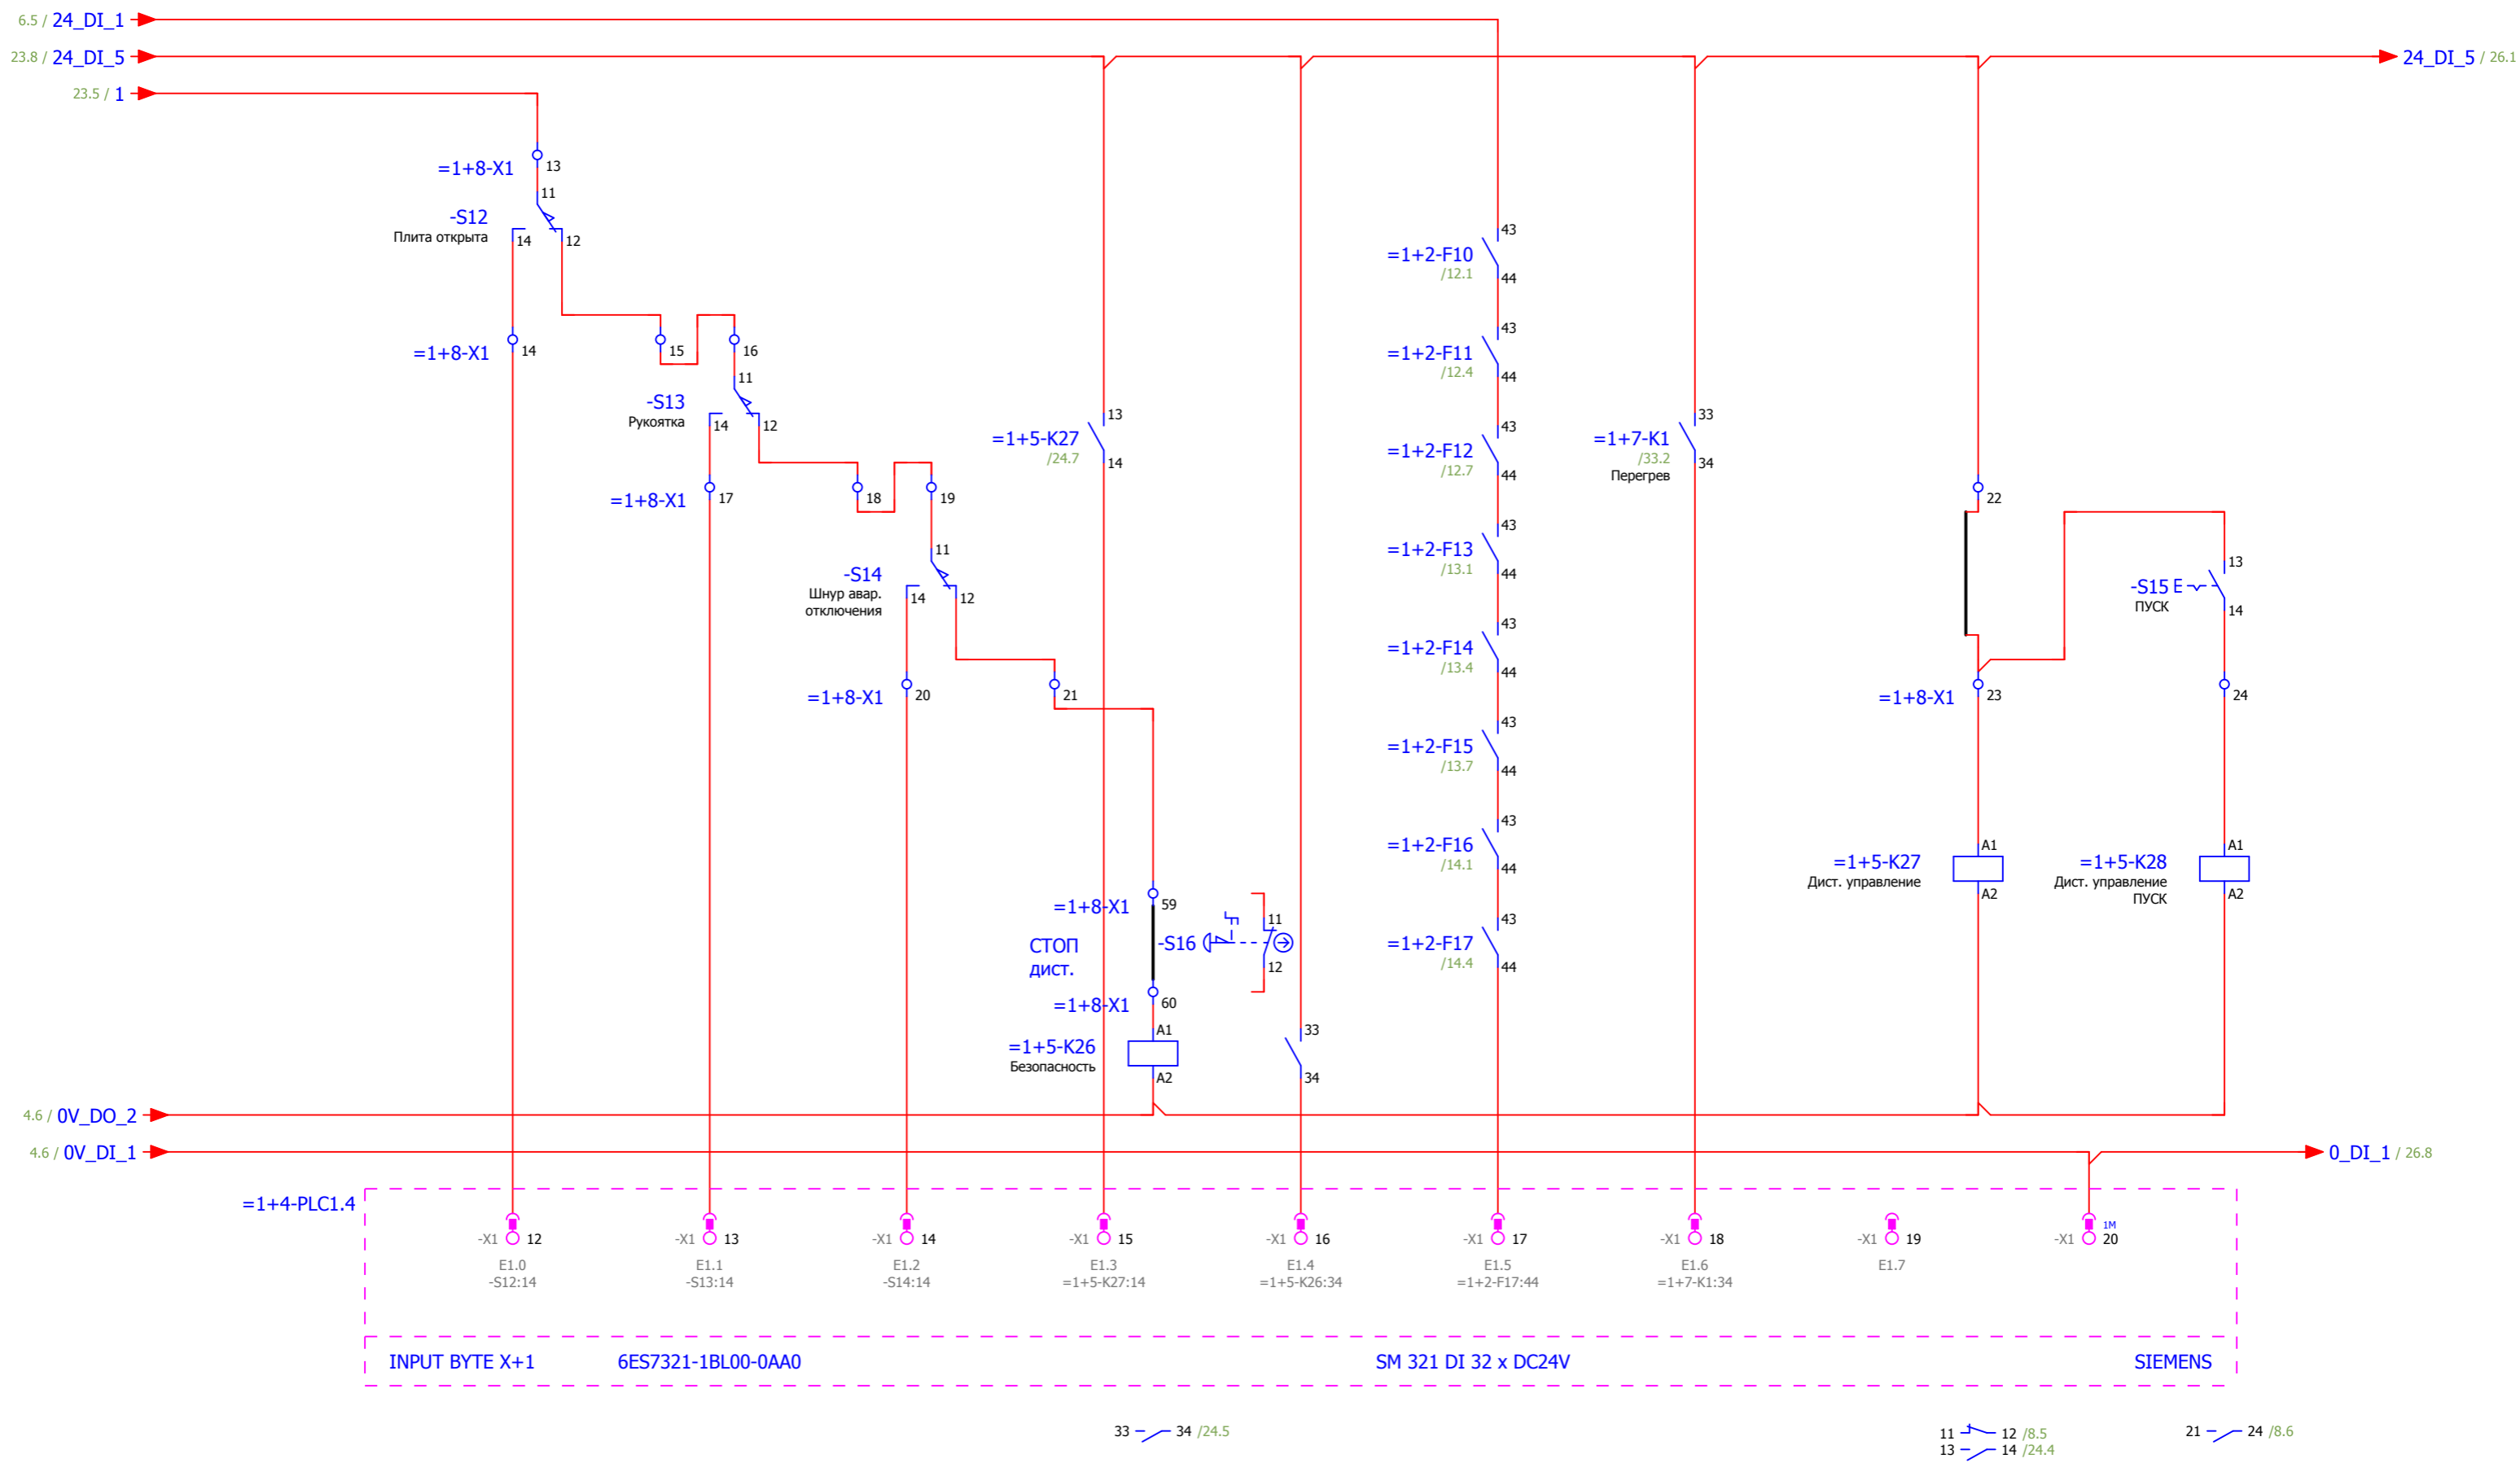 6.5 / 24_DI_1
23.8 / 24_DI_5
24_DI_5 / 26.1
23.5 / 1
=1+8-X1
13
11
-S12
Плита открыта
14
12
=1+8-X1
14
15
16
11
-S13
Рукоятка
14
12
=1+8-X1
17
18
19
11
-S14
Шнур авар.
отключения
14
12
=1+8-X1
20
21
=1+5-K27
/24.7
13
14
=1+8-X1
59
СТОП
дист.
-S16
11
12
=1+8-X1
60
=1+5-K26
Безопасность
A1
A2
33
34
43
=1+2-F10
/12.1
44
43
=1+2-F11
/12.4
44
43
=1+2-F12
/12.7
44
43
=1+2-F13
/13.1
44
43
=1+2-F14
/13.4
44
43
=1+2-F15
/13.7
44
43
=1+2-F16
/14.1
44
43
=1+2-F17
/14.4
44
33
=1+7-K1
/33.2
34
Перегрев
22
13
-S15 E
ПУСК
14
=1+8-X1
23
24
A1
=1+5-K27
Дист. управление
A2
A1
=1+5-K28
Дист. управление
ПУСК
A2
4.6 / 0V_DO_2
4.6 / 0V_DI_1
0_DI_1 / 26.8
=1+4-PLC1.4
-X1 12
E1.0
-S12:14
-X1 13
E1.1
-S13:14
-X1 14
E1.2
-S14:14
-X1 15
E1.3
=1+5-K27:14
-X1 16
E1.4
=1+5-K26:34
-X1 17
E1.5
=1+2-F17:44
-X1 18
E1.6
=1+7-K1:34
-X1 19
E1.7
1M
-X1 20
INPUT BYTE X+1 6ES7321-1BL00-0AA0 SM 321 DI 32 x DC24V SIEMENS
33 34 /24.5
11 12 /8.5
13 14 /24.4
21 24 /8.6